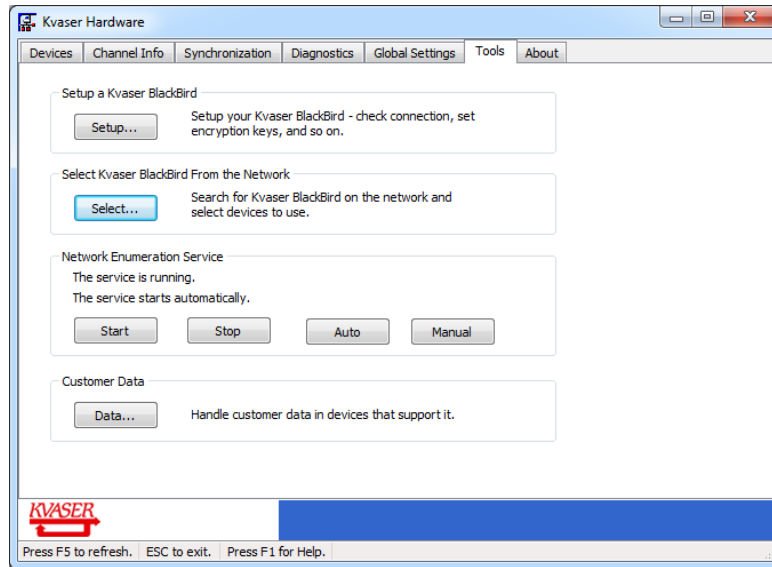 Kvaser Hardware
Devices Channel Info Synchronization Diagnostics Global Settings Tools About
Setup a Kvaser BlackBird
Setup...
Setup your Kvaser BlackBird - check connection, set
encryption keys, and so on.
Select Kvaser BlackBird From the Network
Select...
Search for Kvaser BlackBird on the network and
select devices to use.
Network Enumeration Service
The service is running.
The service starts automatically.
Start Stop Auto Manual
Customer Data
Data... Handle customer data in devices that support it.
KVASER
Press F5 to refresh. ESC to exit. Press F1 for Help.